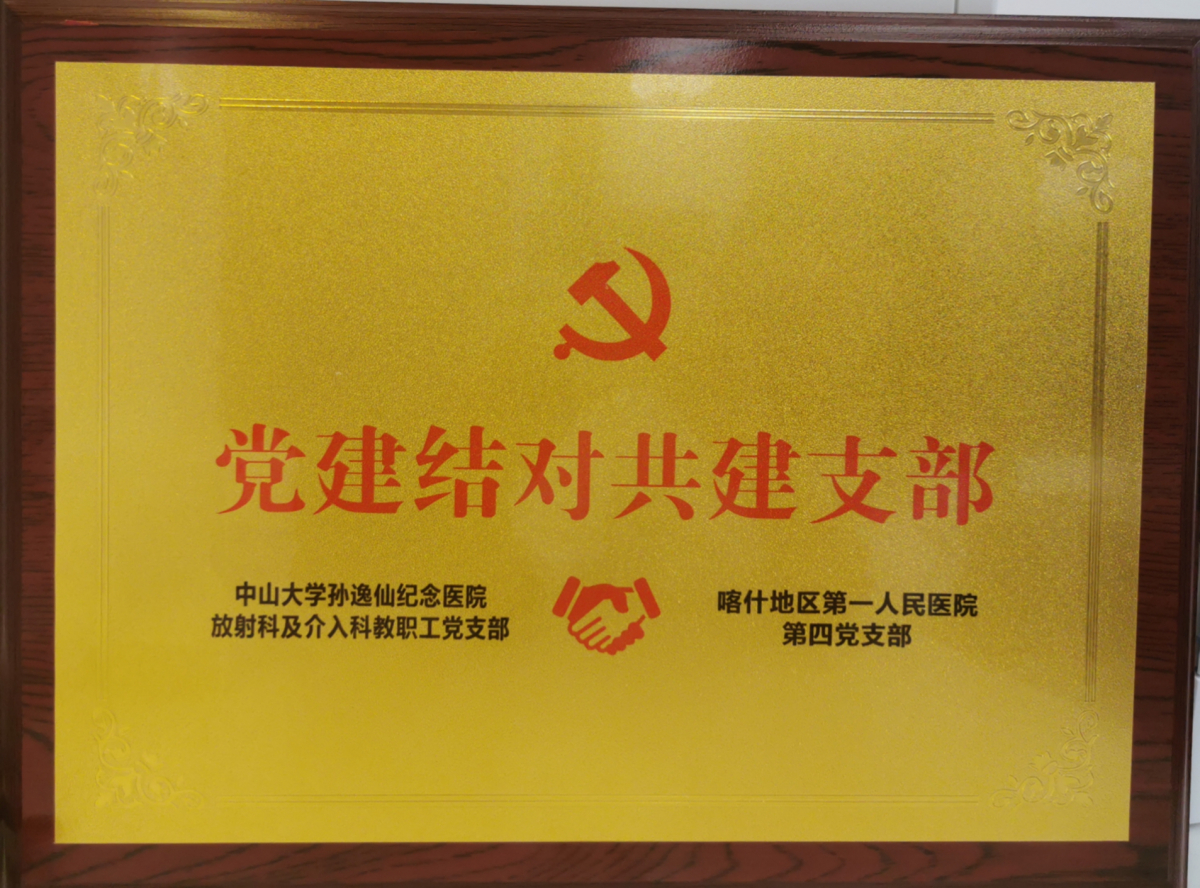 党建结对共建支部
中山大学孙逸仙纪念医院
放射科及介入科教职工党支部
喀什地区第一人民医院
第四党支部